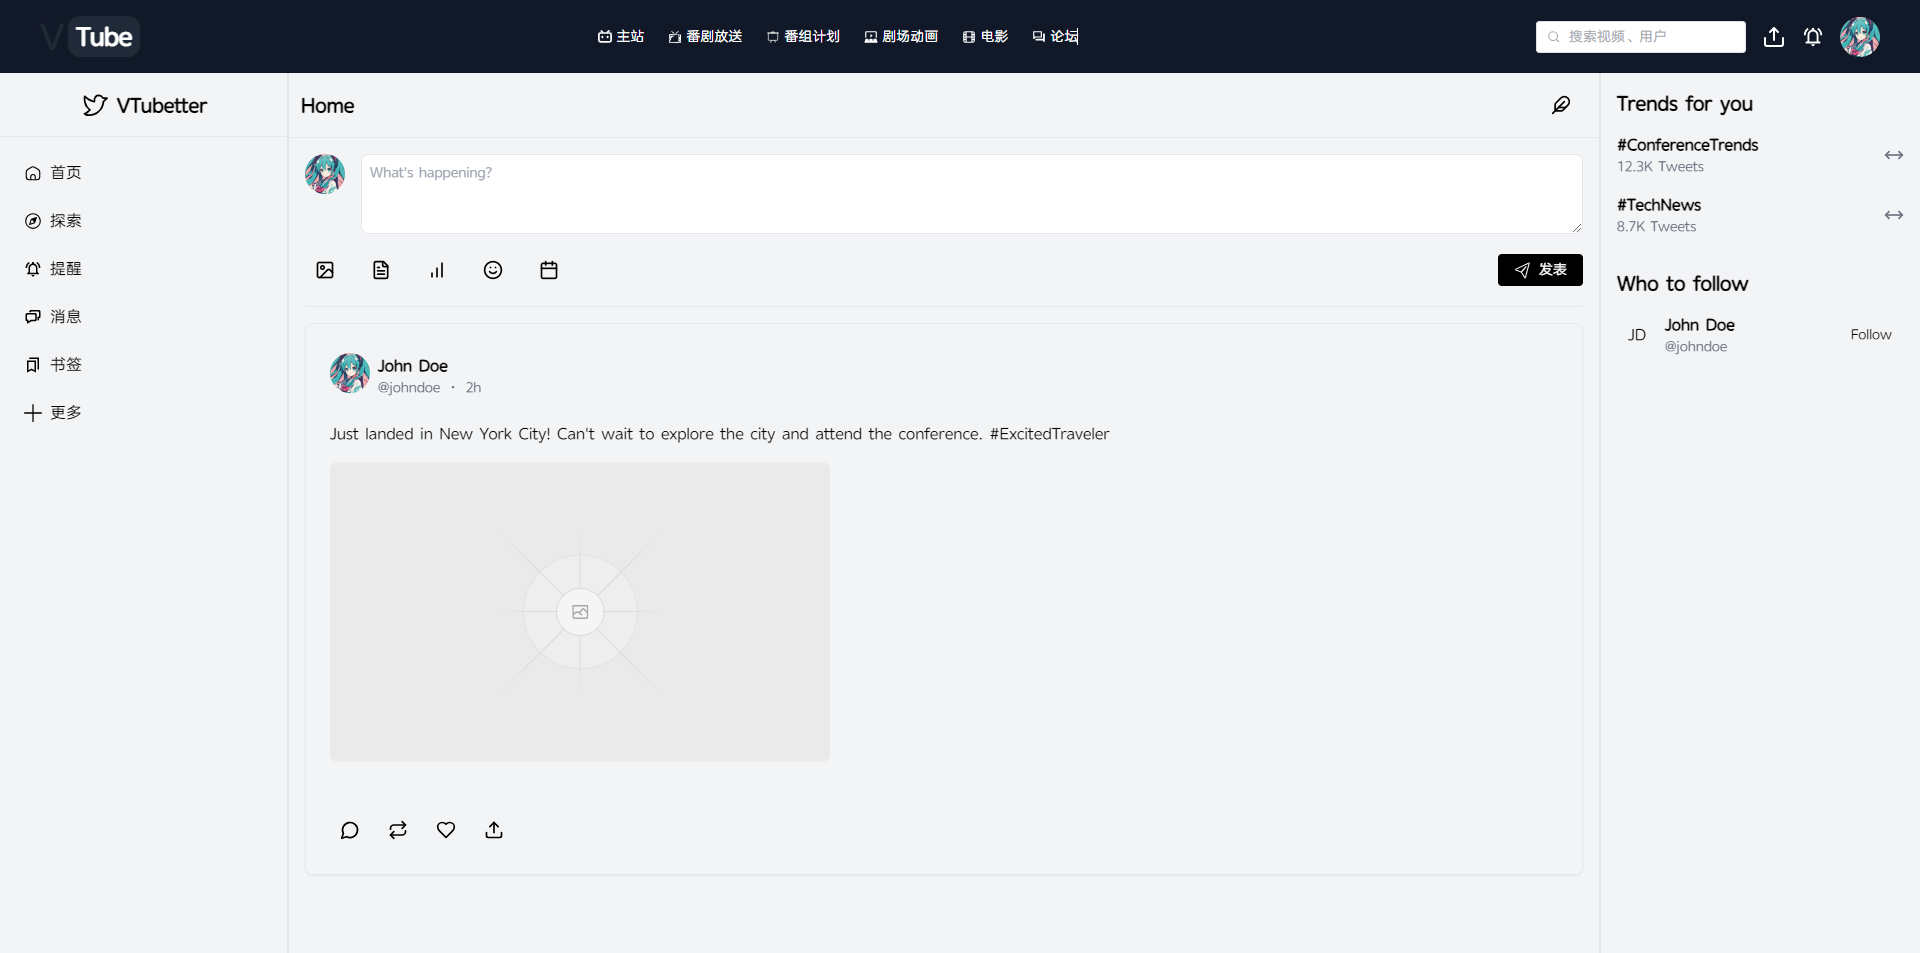 V Tube
主站 番剧放送 番组计划 剧场动画 电影 论坛
搜索视频、用户
VTubetter
首页
探索
提醒
消息
书签
更多
Home
What's happening?
发表
John Doe
@johndoe · 2h
Just landed in New York City! Can't wait to explore the city and attend the conference. #ExcitedTraveler
Trends for you
#ConferenceTrends
12.3K Tweets
#TechNews
8.7K Tweets
Who to follow
JD
John Doe
@johndoe
Follow